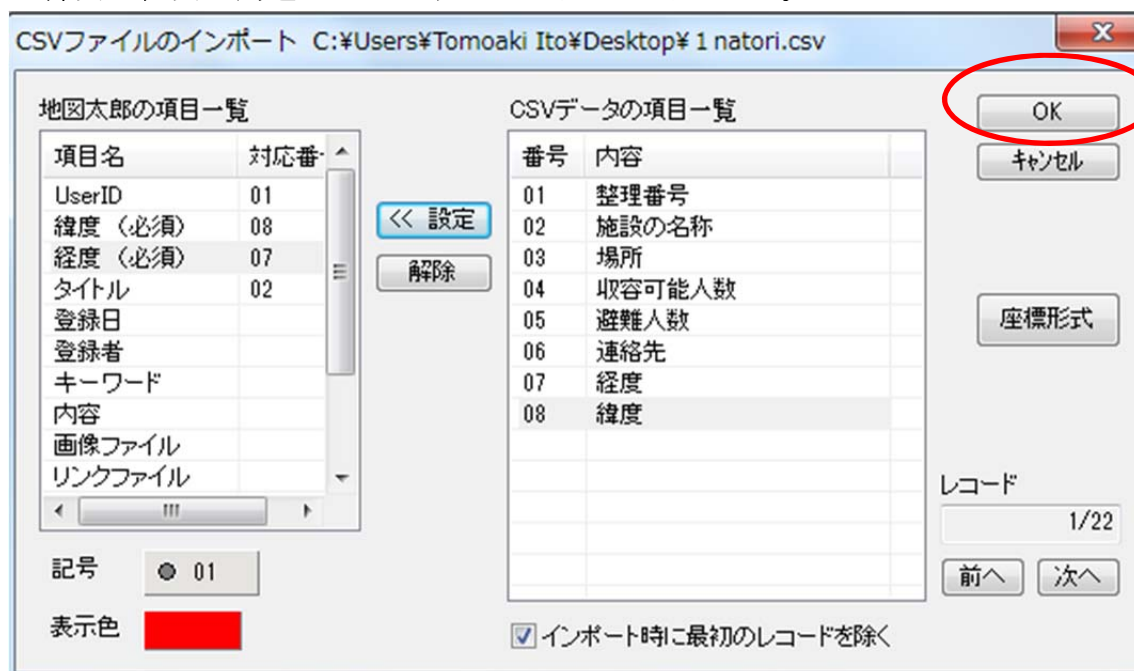 CSVファイルのインポート C:¥Users¥Tomoaki Ito¥Desktop¥１natori.csv
地図太郎の項目一覧
項目名 対応番
UserID 01
緯度（必須） 08
経度（必須） 07
タイトル 02
登録日
登録者
キーワード
内容
画像ファイル
リンクファイル
<< 設定
解除
CSVデータの項目一覧
番号 内容
01 整理番号
02 施設の名称
03 場所
04 収容可能人数
05 避難人数
06 連絡先
07 経度
08 緯度
OK
キャンセル
座標形式
レコード
1/22
前へ 次へ
記号 01
表示色
インポート時に最初のレコードを除く